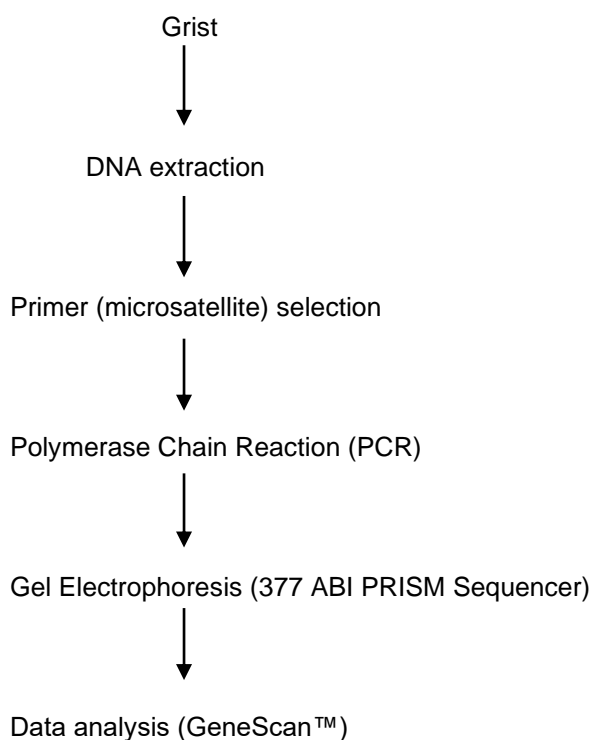 Grist
DNA extraction
Primer (microsatellite) selection
Polymerase Chain Reaction (PCR)
Gel Electrophoresis (377 ABI PRISM Sequencer)
Data analysis (GeneScan™)